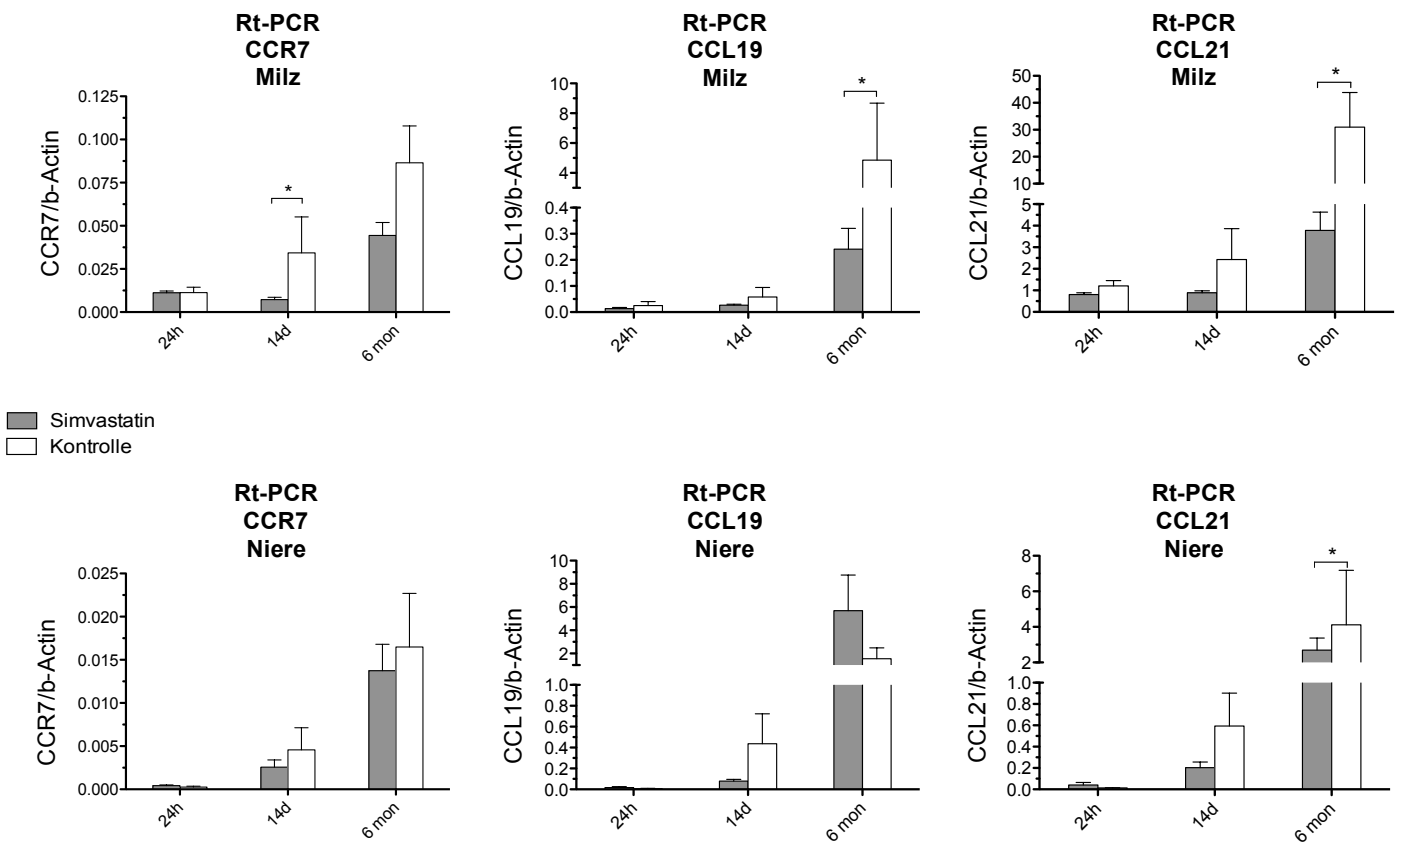 Rt-PCR
CCR7
Milz
0.125
0.100
0.075
0.050
0.025
0.000
CCR7/b-Actin
*
24h
14d
6 mon
Rt-PCR
CCL19
Milz
10
8
6
4
0.4
0.3
0.2
0.1
0.0
CCL19/b-Actin
*
24h
14d
6 mon
Rt-PCR
CCL21
Milz
50
40
30
20
10
5
4
3
2
1
0
CCL21/b-Actin
*
24h
14d
6 mon
Simvastatin
Kontrolle
Rt-PCR
CCR7
Niere
0.025
0.020
0.015
0.010
0.005
0.000
CCR7/b-Actin
24h
14d
6 mon
Rt-PCR
CCL19
Niere
10
8
6
4
2
1.0
0.8
0.6
0.4
0.2
0.0
CCL19/b-Actin
24h
14d
6 mon
Rt-PCR
CCL21
Niere
8
6
4
2
1.0
0.8
0.6
0.4
0.2
0.0
CCL21/b-Actin
*
24h
14d
6 mon